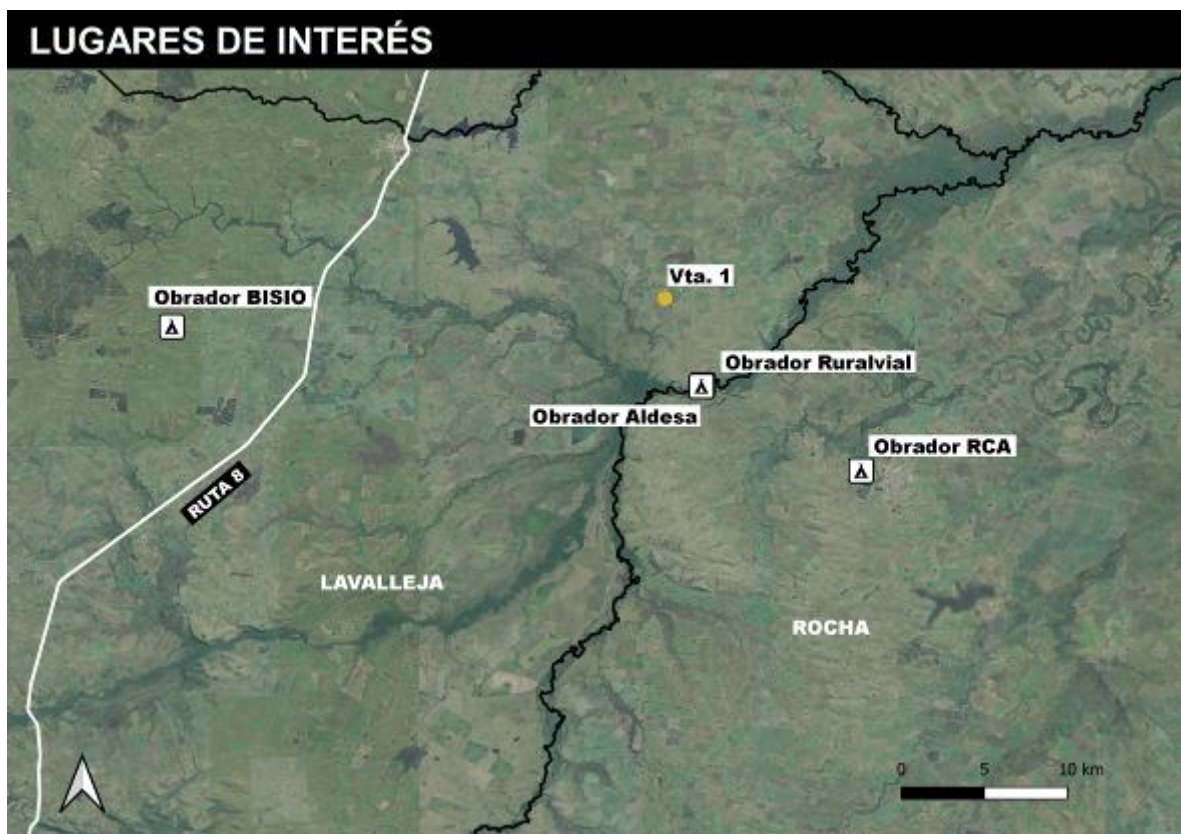 LUGARES DE INTERÉS
Vta. 1
Obrador BISIO
Obrador Ruralvial
Obrador Aldesa
Obrador RCA
RUTA 8
LAVALLEJA
ROCHA
0 5 10 km